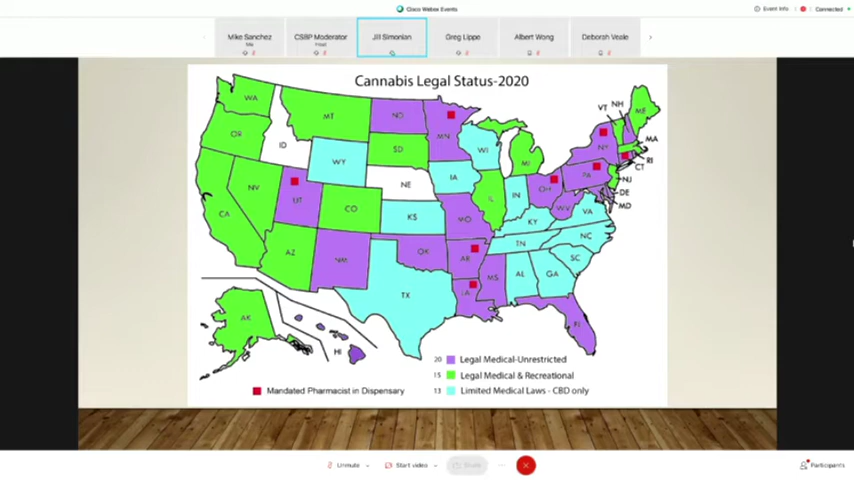 Cisco Webex Events
Event Info
Connected
Mike Sanchez
Me
CSBP Moderator
Host
Jill Simonian
Greg Lippe
Albert Wong
Deborah Veale
Cannabis Legal Status-2020
WA
OR
CA
NV
ID
MT
WY
UT
AZ
CO
NM
ND
SD
NE
KS
OK
TX
MN
IA
MO
AR
LA
WI
IL
MI
IN
OH
KY
TN
MS
AL
GA
FL
SC
NC
VA
WV
PA
NY
VT
NH
ME
MA
RI
CT
NJ
DE
MD
AK
HI
20 Legal Medical-Unrestricted
15 Legal Medical & Recreational
13 Limited Medical Laws - CBD only
Mandated Pharmacist in Dispensary
Unmute
Start video
Share
Participants